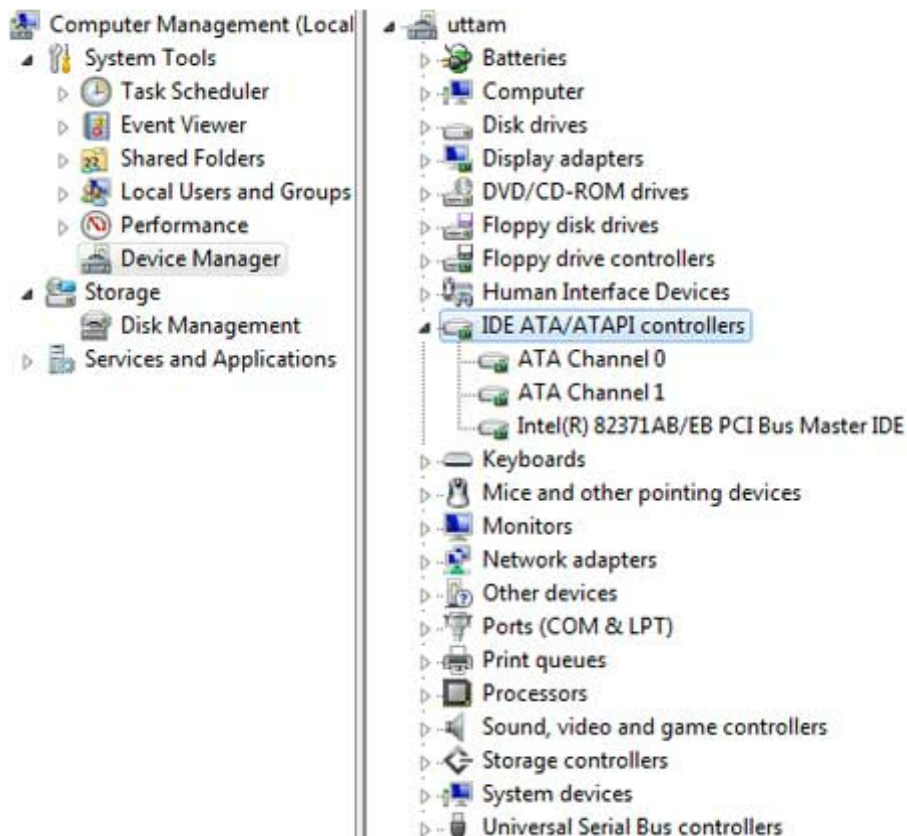 Computer Management (Local
System Tools
Task Scheduler
Event Viewer
Shared Folders
Local Users and Groups
Performance
Device Manager
Storage
Disk Management
Services and Applications
uttam
Batteries
Computer
Disk drives
Display adapters
DVD/CD-ROM drives
Floppy disk drives
Floppy drive controllers
Human Interface Devices
IDE ATA/ATAPI controllers
ATA Channel 0
ATA Channel 1
Intel(R) 82371AB/EB PCI Bus Master IDE
Keyboards
Mice and other pointing devices
Monitors
Network adapters
Other devices
Ports (COM & LPT)
Print queues
Processors
Sound, video and game controllers
Storage controllers
System devices
Universal Serial Bus controllers